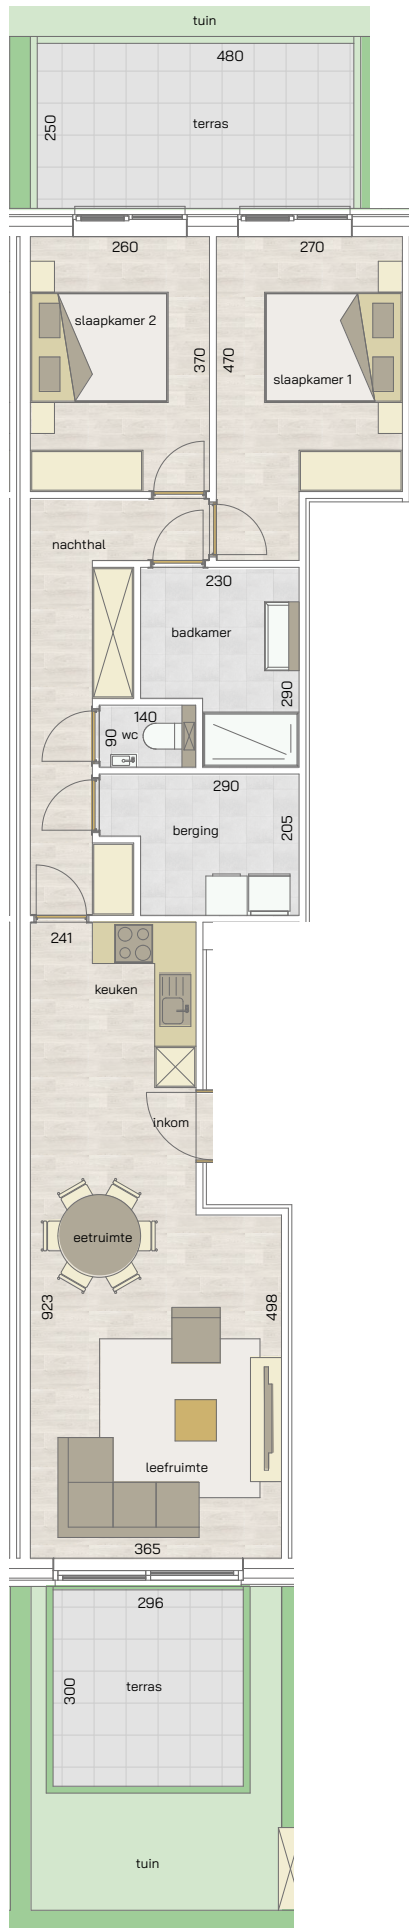 tuin
480
250
terras
260
270
slaapkamer 2
370
470
slaapkamer 1
nachthal
230
badkamer
290
140
90
wc
290
berging
205
241
keuken
inkom
eetruimte
923
498
leefruimte
365
296
300
terras
tuin